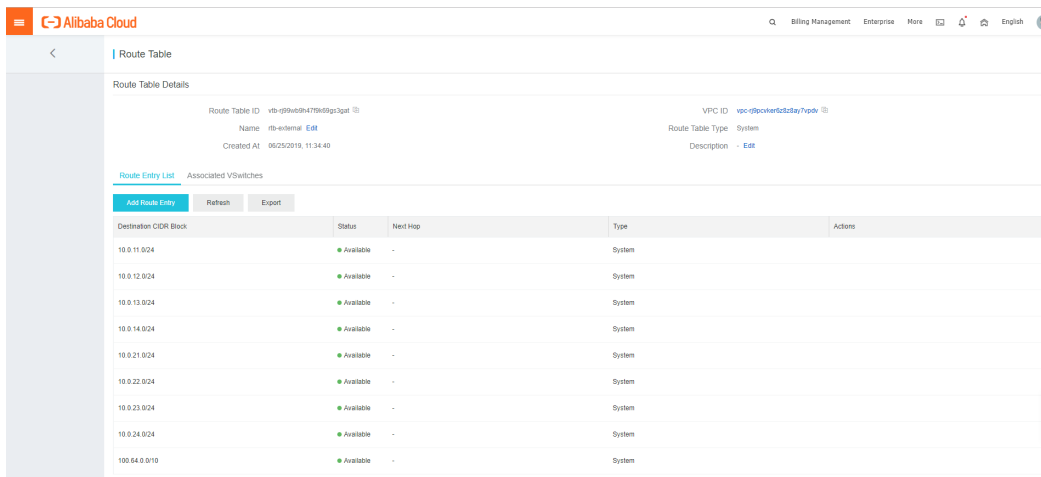 Alibaba Cloud Billing Management Enterprise More English
Route Table
Route Table Details
Route Table ID vtb-rj99wb9h47f9k69gs3gat VPC ID vpc-rj9pcvker6z8z8ay7vpdv
Name rtb-external Edit Route Table Type System
Created At 06/25/2019, 11:34:40 Description - Edit
Route Entry List Associated VSwitches
Add Route Entry Refresh Export
Destination CIDR Block Status Next Hop Type Actions
10.0.11.0/24 Available - System
10.0.12.0/24 Available - System
10.0.13.0/24 Available - System
10.0.14.0/24 Available - System
10.0.21.0/24 Available - System
10.0.22.0/24 Available - System
10.0.23.0/24 Available - System
10.0.24.0/24 Available - System
100.64.0.0/10 Available - System